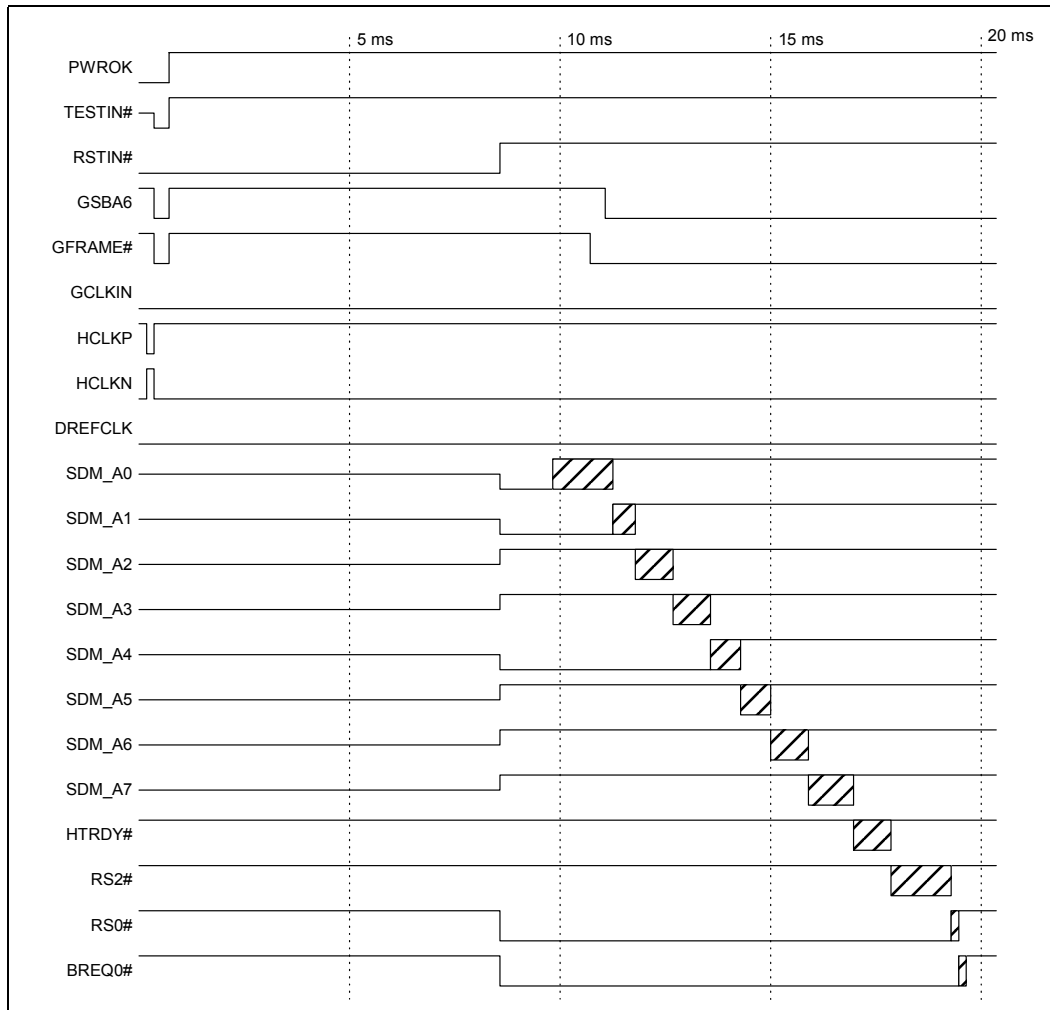 5 ms 10 ms 15 ms 20 ms
PWROK
TESTIN#
RSTIN#
GSBA6
GFRAME#
GCLKIN
HCLKP
HCLKN
DREFCLK
SDM_A0
SDM_A1
SDM_A2
SDM_A3
SDM_A4
SDM_A5
SDM_A6
SDM_A7
HTRDY#
RS2#
RS0#
BREQ0#